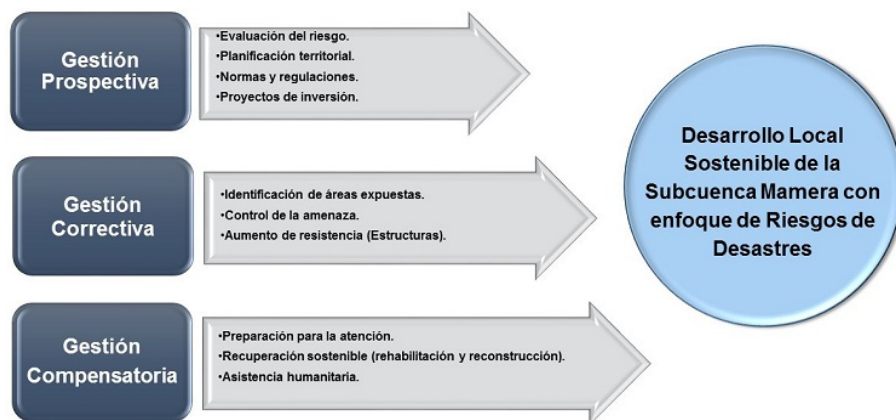 Gestión
Prospectiva
•Evaluación del riesgo.
•Planificación territorial.
•Normas y regulaciones.
•Proyectos de inversión.
Gestión
Correctiva
•Identificación de áreas expuestas.
•Control de la amenaza.
•Aumento de resistencia (Estructuras).
Gestión
Compensatoria
•Preparación para la atención.
•Recuperación sostenible (rehabilitación y reconstrucción).
•Asistencia humanitaria.
Desarrollo Local
Sostenible de la
Subcuenca Mamera con
enfoque de Riesgos de
Desastres